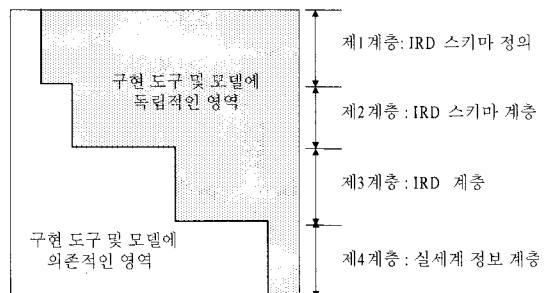 제1계층: IRD 스키마 정의
구현 도구 및 모델에
독립적인 영역
제2계층 : IRD 스키마 계층
제3계층 : IRD 계층
구현 도구 및 모델에
의존적인 영역
제4계층 : 실세계 정보 계층